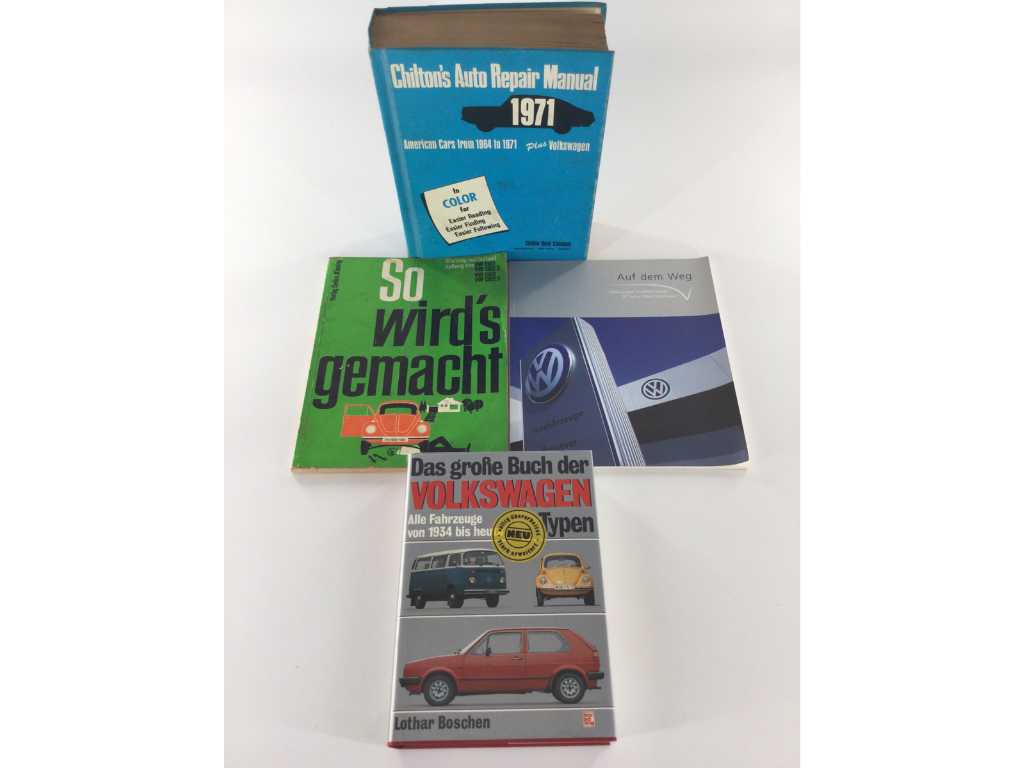 Chilton's Auto Repair Manual
1971
American Cars from 1964 to 1971 Plus Volkswagen
In
COLOR
for
Easier Reading
Easier Finding
Easier Following
So
wird's
gemacht
Auf dem Weg
Das große Buch der
VOLKSWAGEN
Alle Fahrzeuge
von 1934 bis heu
Typen
NEU
Lothar Boschen